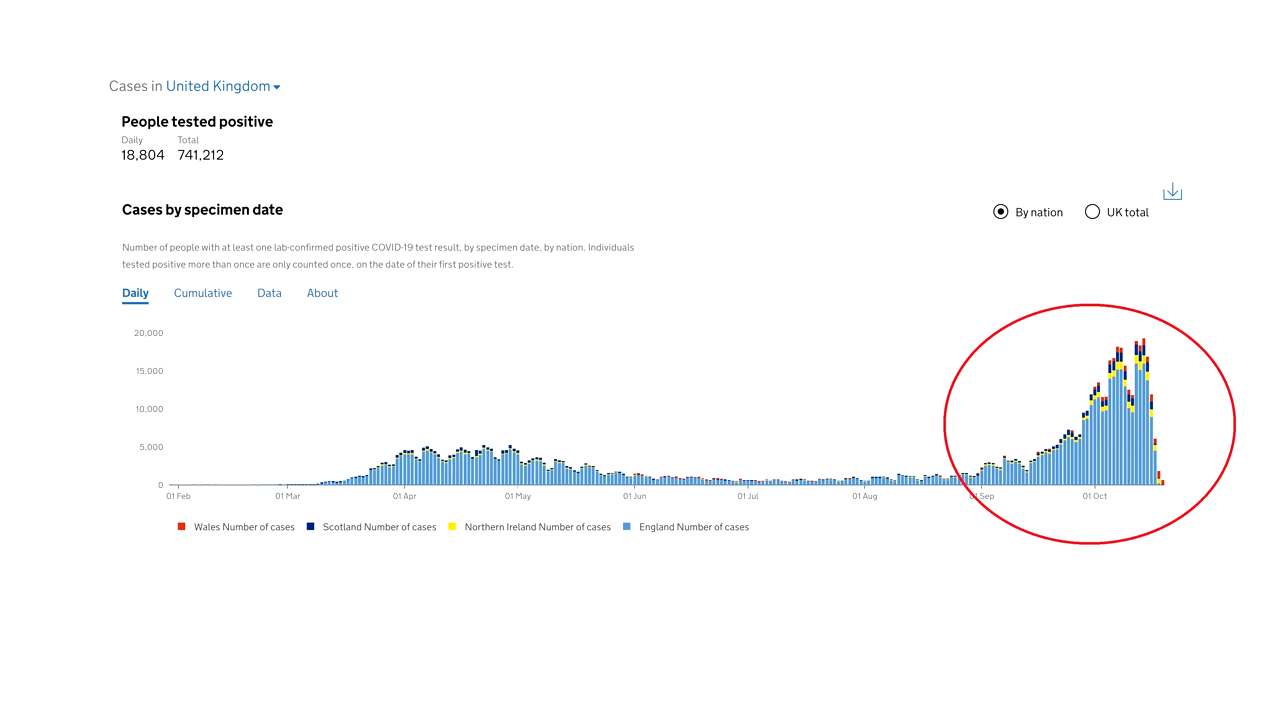 Cases in United Kingdom
People tested positive
Daily Total
18,804 741,212
Cases by specimen date
By nation UK total
Number of people with at least one lab-confirmed positive COVID-19 test result, by specimen date, by nation. Individuals
tested positive more than once are only counted once, on the date of their first positive test.
Daily Cumulative Data About
20,000
15,000
10,000
5,000
0
01 Feb 01 Mar 01 Apr 01 May 01 Jun 01 Jul 01 Aug 01 Sep 01 Oct
Wales Number of cases Scotland Number of cases Northern Ireland Number of cases England Number of cases